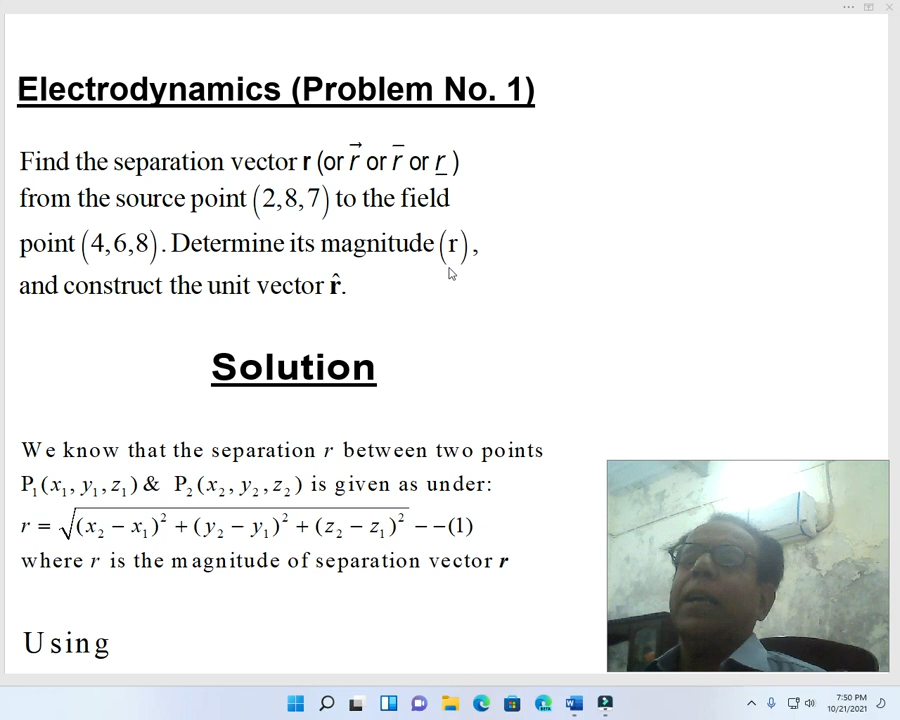 Electrodynamics (Problem No. 1)
Find the separation vector r (or r⃗ or r̄ or r̲ )
from the source point (2,8,7) to the field
point (4,6,8). Determine its magnitude (r),
and construct the unit vector r̂.
Solution
We know that the separation r between two points
P₁(x₁, y₁, z₁) & P₂(x₂, y₂, z₂) is given as under:
r = √(x₂ − x₁)² + (y₂ − y₁)² + (z₂ − z₁)² − −(1)
where r is the magnitude of separation vector r
Using
7:50 PM
10/21/2021